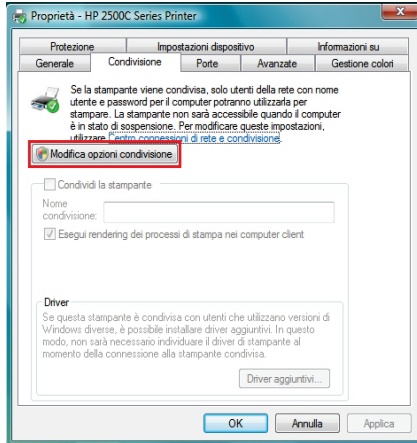 Proprietà - HP 2500C Series Printer
Protezione Impostazioni dispositivo Informazioni su
Generale Condivisione Porte Avanzate Gestione colori
Se la stampante viene condivisa, solo utenti della rete con nome
utente e password per il computer potranno utilizzarla per
stampare. La stampante non sarà accessibile quando il computer
è in stato di sospensione. Per modificare queste impostazioni,
utilizzare Centro connessioni di rete e condivisione.
Modifica opzioni condivisione
Condividi la stampante
Nome
condivisione:
Esegui rendering dei processi di stampa nei computer client
Driver
Se questa stampante è condivisa con utenti che utilizzano versioni di
Windows diverse, è possibile installare driver aggiuntivi. In questo
modo, non sarà necessario individuare il driver di stampante al
momento della connessione alla stampante condivisa.
Driver aggiuntivi...
OK Annulla Applica